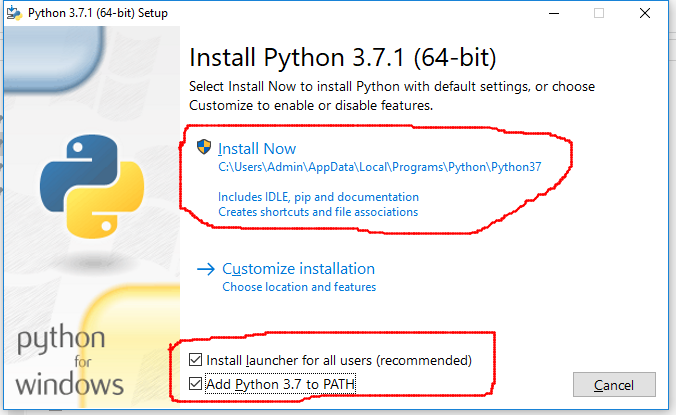 Python 3.7.1 (64-bit) Setup
Install Python 3.7.1 (64-bit)
Select Install Now to install Python with default settings, or choose
Customize to enable or disable features.
Install Now
C:\Users\Admin\AppData\Local\Programs\Python\Python37
Includes IDLE, pip and documentation
Creates shortcuts and file associations
Customize installation
Choose location and features
python
for
windows
Install launcher for all users (recommended)
Add Python 3.7 to PATH
Cancel